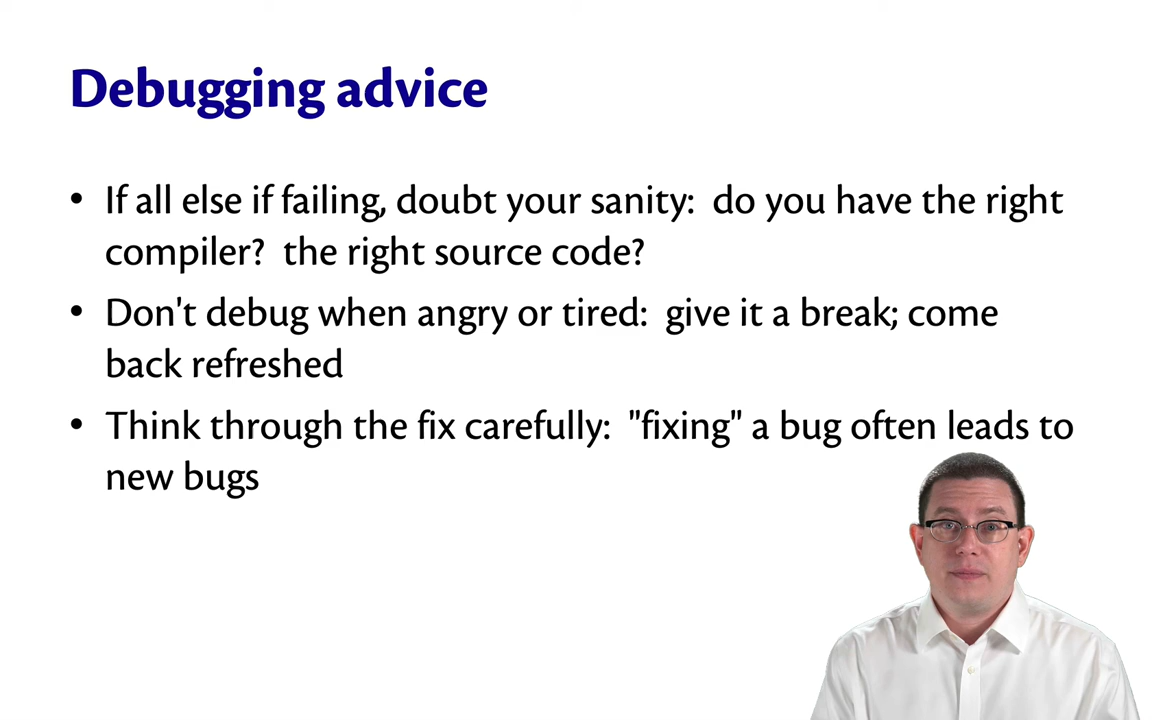 Debugging advice
• If all else if failing, doubt your sanity:  do you have the right
compiler?  the right source code?
• Don't debug when angry or tired:  give it a break; come
back refreshed
• Think through the fix carefully:  "fixing" a bug often leads to
new bugs